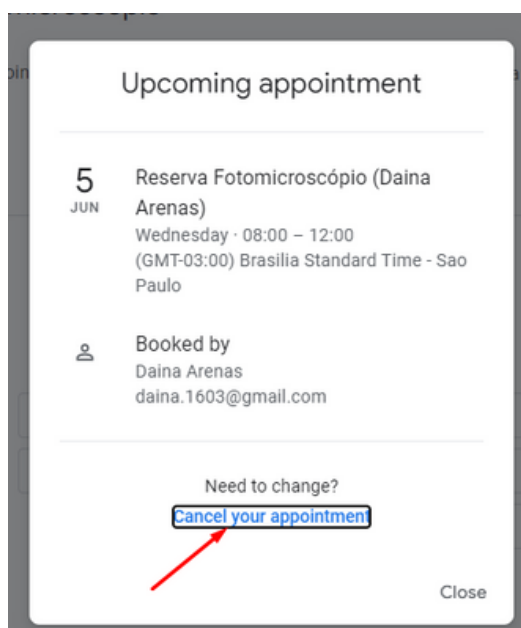 Upcoming appointment
5
JUN
Reserva Fotomicroscópio (Daina
Arenas)
Wednesday · 08:00 – 12:00
(GMT-03:00) Brasilia Standard Time - Sao
Paulo
Booked by
Daina Arenas
daina.1603@gmail.com
Need to change?
Cancel your appointment
Close